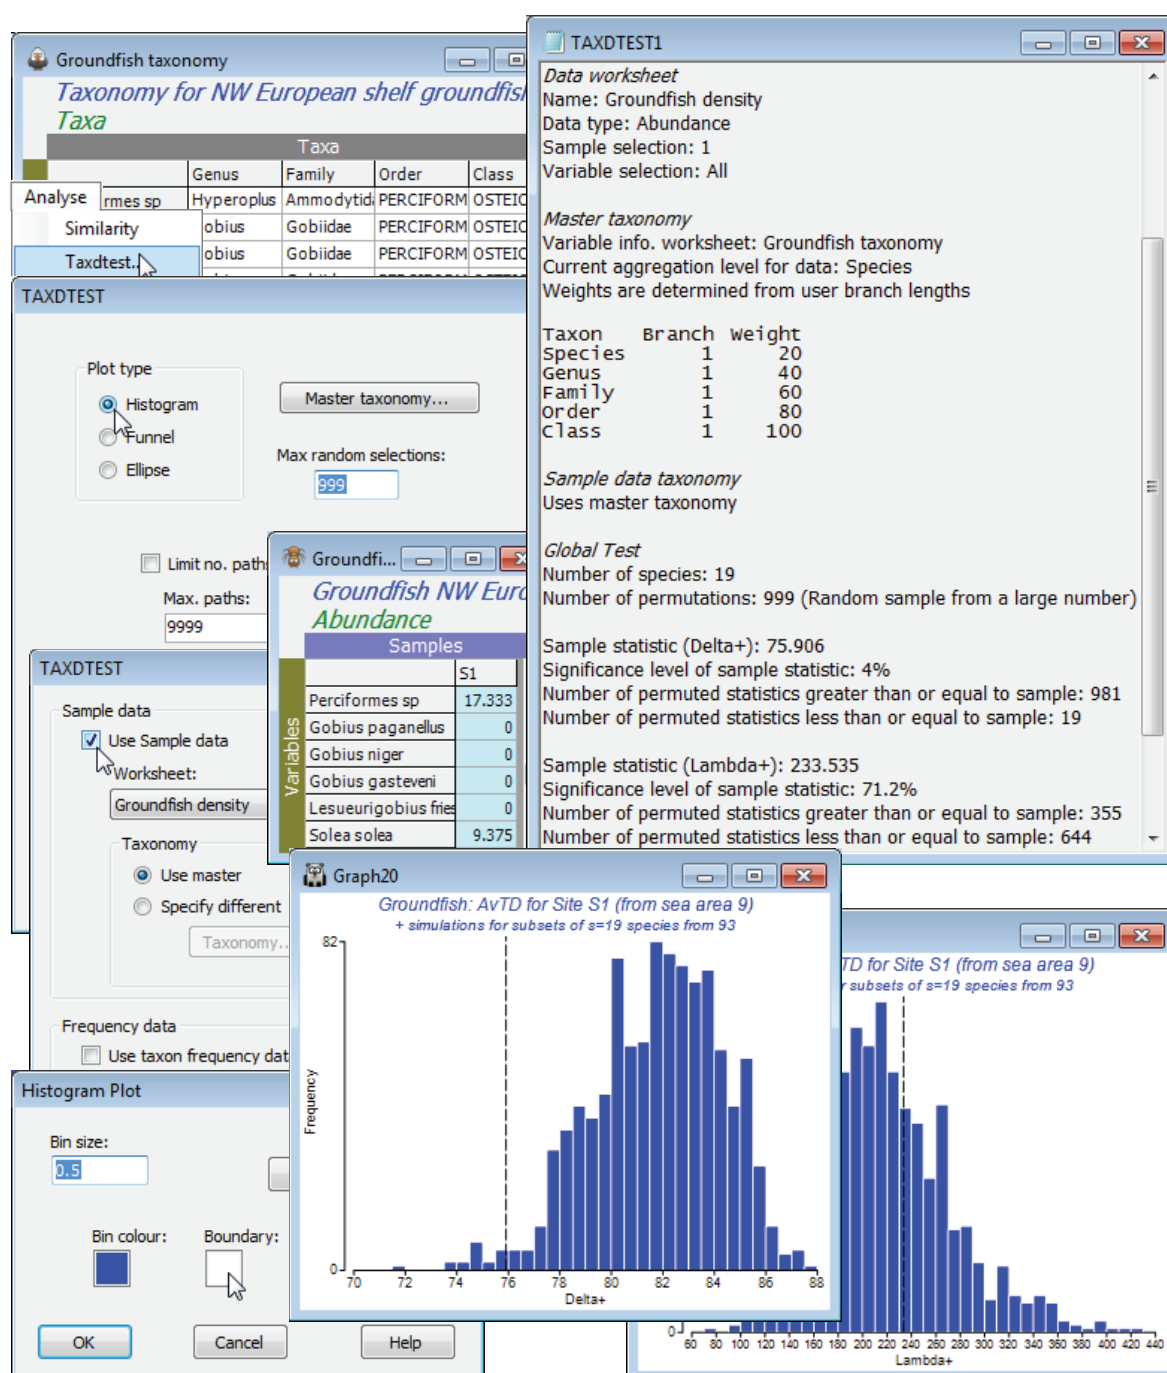 Groundfish taxonomy
Taxonomy for NW European shelf groundfis
Taxa
Taxa
Genus Family Order Class
rmes sp Hyperoplus Ammodytid PERCIFORM OSTEIC
obius Gobiidae PERCIFORM OSTEIC
obius Gobiidae PERCIFORM OSTEIC
Analyse
Similarity
Taxdtest..
TAXDTEST
Plot type
Histogram
Funnel
Ellipse
Master taxonomy...
Max random selections:
999
Limit no. path
Max. paths:
9999
TAXDTEST
Sample data
Use Sample data
Worksheet:
Groundfish density
Taxonomy
Use master
Specify different
Taxonomy..
Frequency data
Use taxon frequency dat
Histogram Plot
Bin size:
0.5
Bin colour: Boundary:
OK Cancel Help
Groundfi...
Groundfish NW Euro
Abundance
Samples
Variables
S1
Perciformes sp 17.333
Gobius paganellus 0
Gobius niger 0
Gobius gasteveni 0
Lesueurigobius fries 0
Solea solea 9.375
TAXDTEST1
Data worksheet
Name: Groundfish density
Data type: Abundance
Sample selection: 1
Variable selection: All
Master taxonomy
Variable info. worksheet: Groundfish taxonomy
Current aggregation level for data: Species
Weights are determined from user branch lengths
Taxon Branch Weight
Species 1 20
Genus 1 40
Family 1 60
Order 1 80
Class 1 100
Sample data taxonomy
Uses master taxonomy
Global Test
Number of species: 19
Number of permutations: 999 (Random sample from a large number)
Sample statistic (Delta+): 75.906
Significance level of sample statistic: 4%
Number of permuted statistics greater than or equal to sample: 981
Number of permuted statistics less than or equal to sample: 19
Sample statistic (Lambda+): 233.535
Significance level of sample statistic: 71.2%
Number of permuted statistics greater than or equal to sample: 355
Number of permuted statistics less than or equal to sample: 644
Graph20
Groundfish: AvTD for Site S1 (from sea area 9)
+ simulations for subsets of s=19 species from 93
82
Frequency
0
70 72 74 76 78 80 82 84 86 88
Delta+
TD for Site S1 (from sea area 9)
r subsets of s=19 species from 93
0
60 80 100 120 140 160 180 200 220 240 260 280 300 320 340 360 380 400 420 440
Lambda+